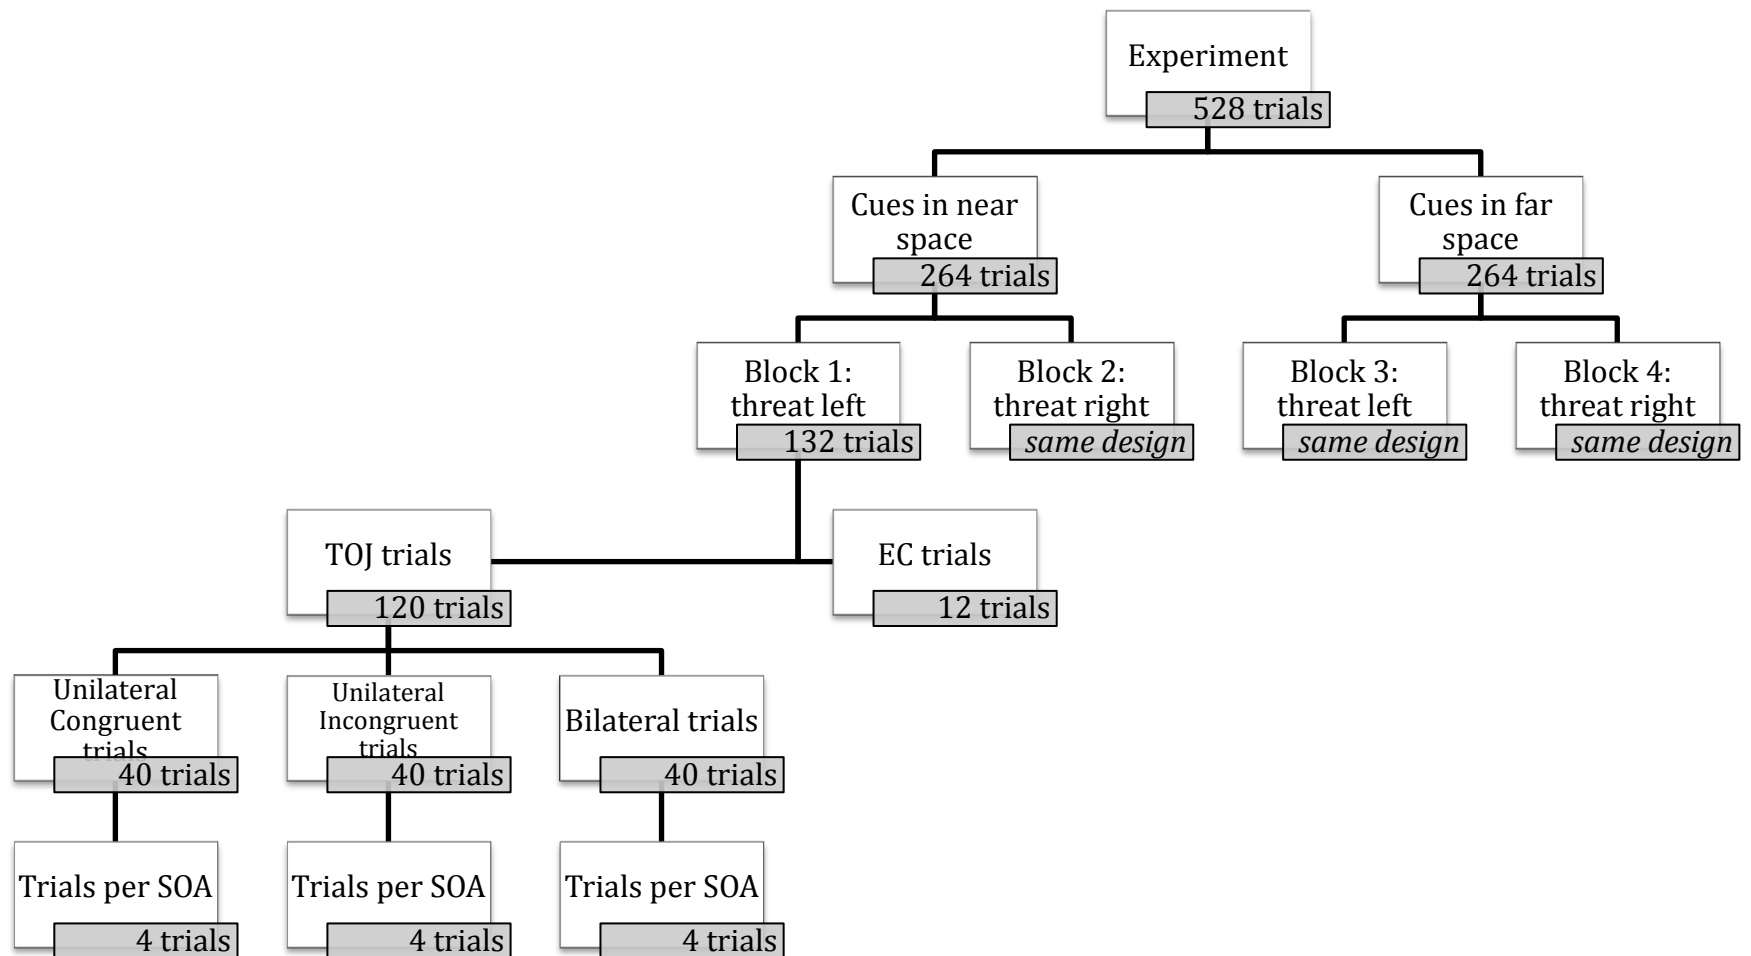 Experiment
528 trials
Cues in near
space
264 trials
Cues in far
space
264 trials
Block 1:
threat left
132 trials
Block 2:
threat right
same design
Block 3:
threat left
same design
Block 4:
threat right
same design
TOJ trials
120 trials
EC trials
12 trials
Unilateral
Congruent
trials
40 trials
Unilateral
Incongruent
trials
40 trials
Bilateral trials
40 trials
Trials per SOA
4 trials
Trials per SOA
4 trials
Trials per SOA
4 trials